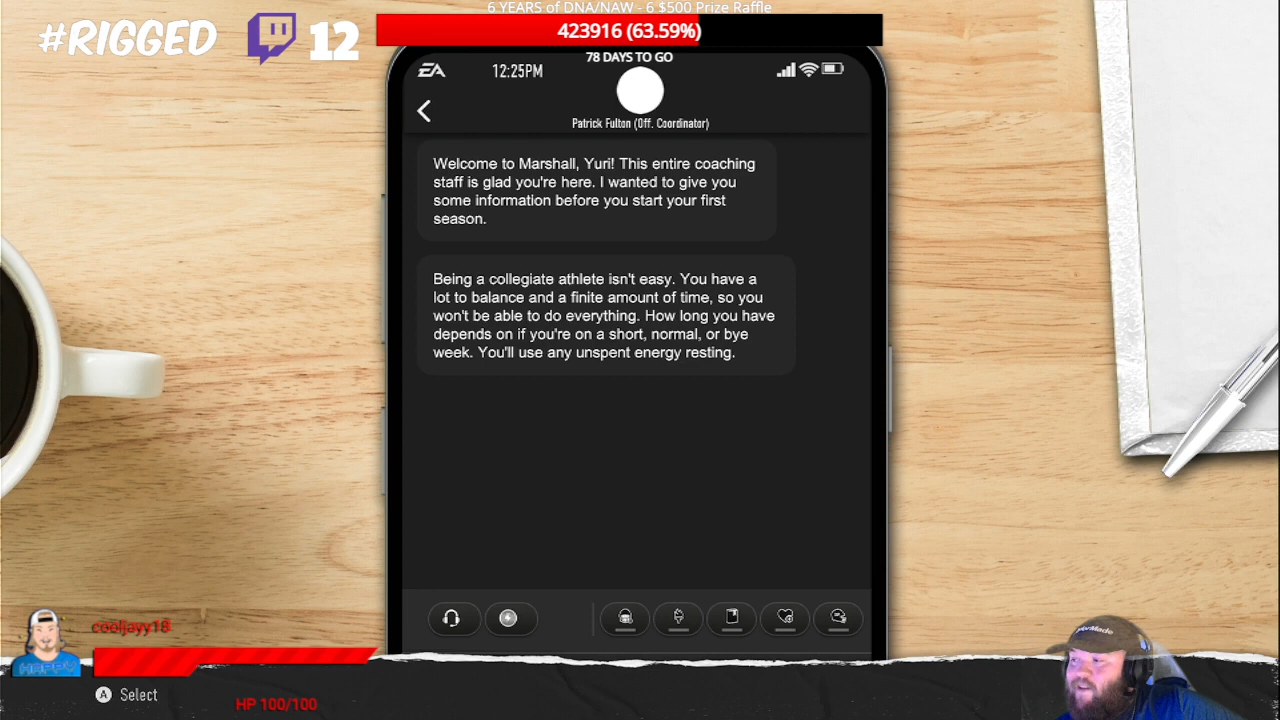 6 YEARS of DNA/NAW - 6 $500 Prize Raffle
#RIGGED
12
423916 (63.59%)
78 DAYS TO GO
EA
12:25PM
Patrick Fulton (Off. Coordinator)
Welcome to Marshall, Yuri! This entire coaching
staff is glad you're here. I wanted to give you
some information before you start your first
season.
Being a collegiate athlete isn't easy. You have a
lot to balance and a finite amount of time, so you
won't be able to do everything. How long you have
depends on if you're on a short, normal, or bye
week. You'll use any unspent energy resting.
cooljayy18
HAPPY
A Select
HP 100/100